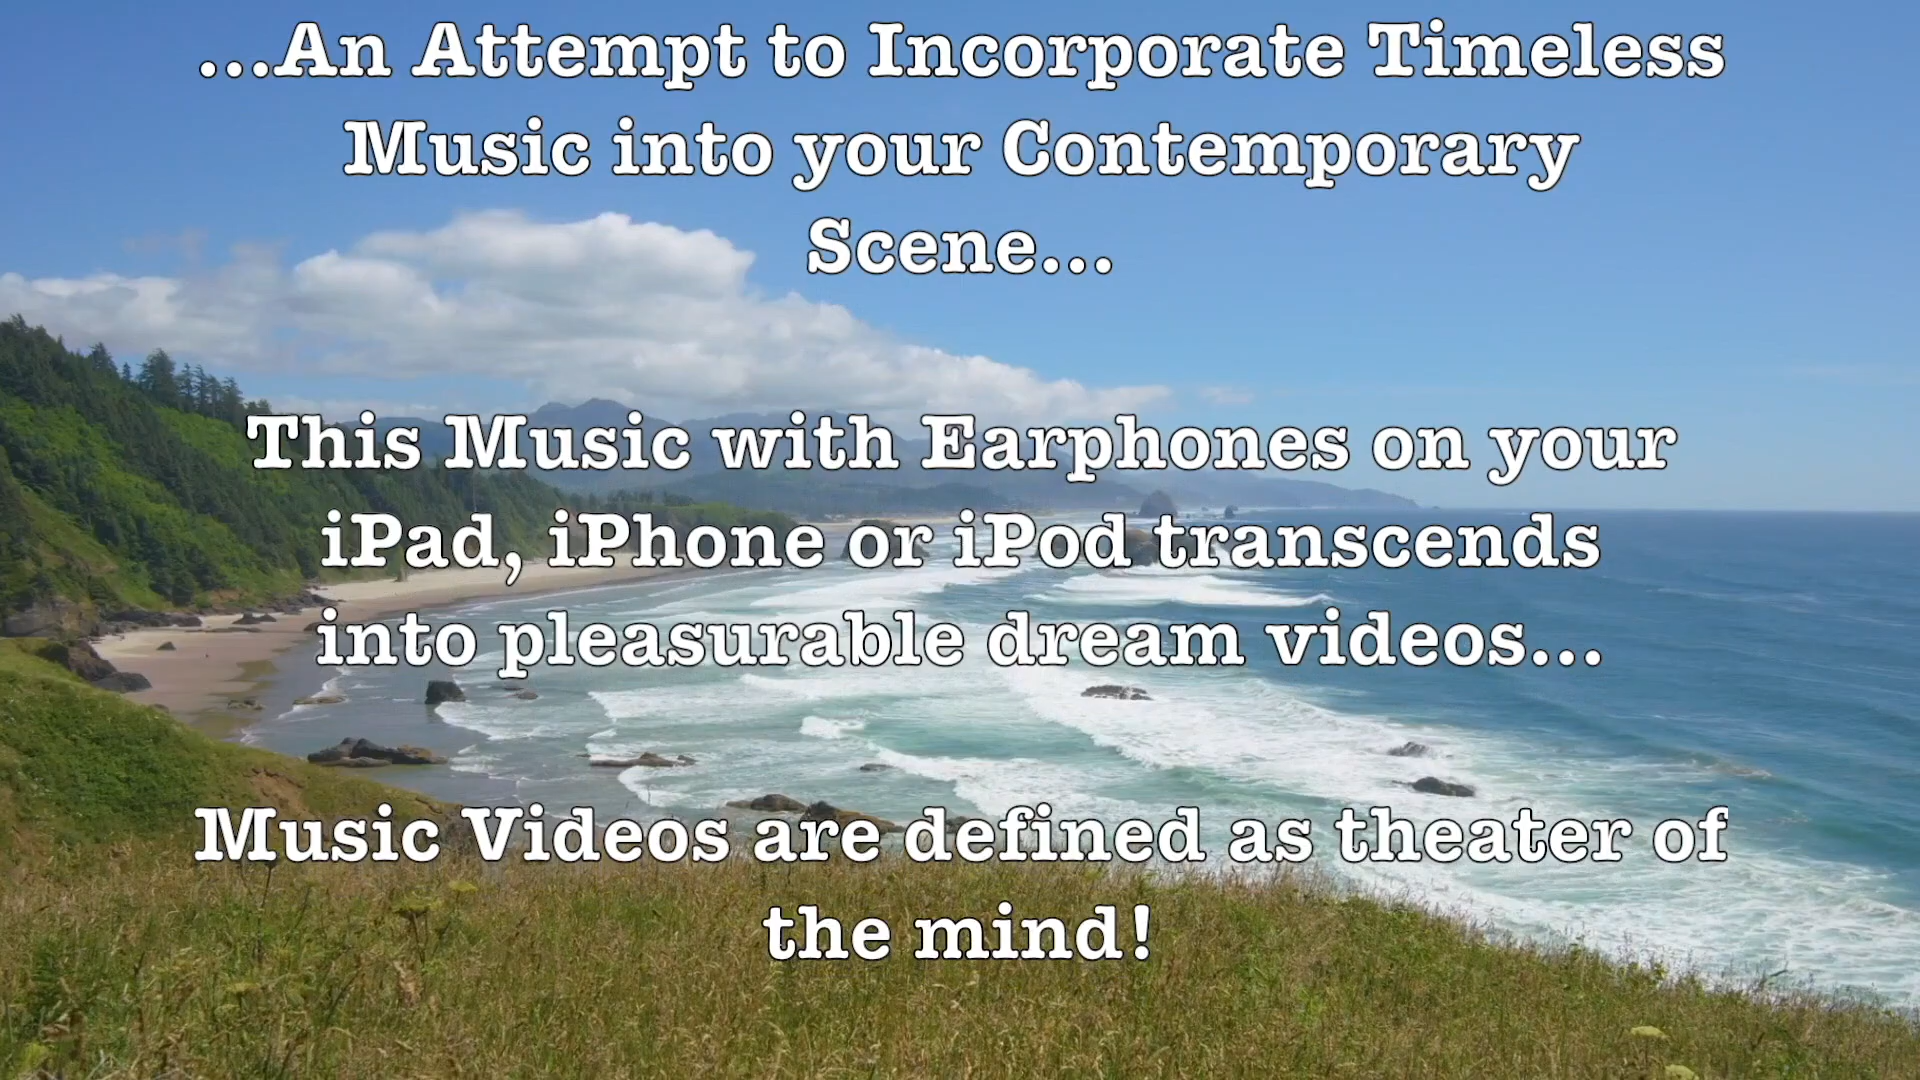 ...An Attempt to Incorporate Timeless
Music into your Contemporary
Scene...
This Music with Earphones on your
iPad, iPhone or iPod transcends
into pleasurable dream videos...
Music Videos are defined as theater of
the mind!